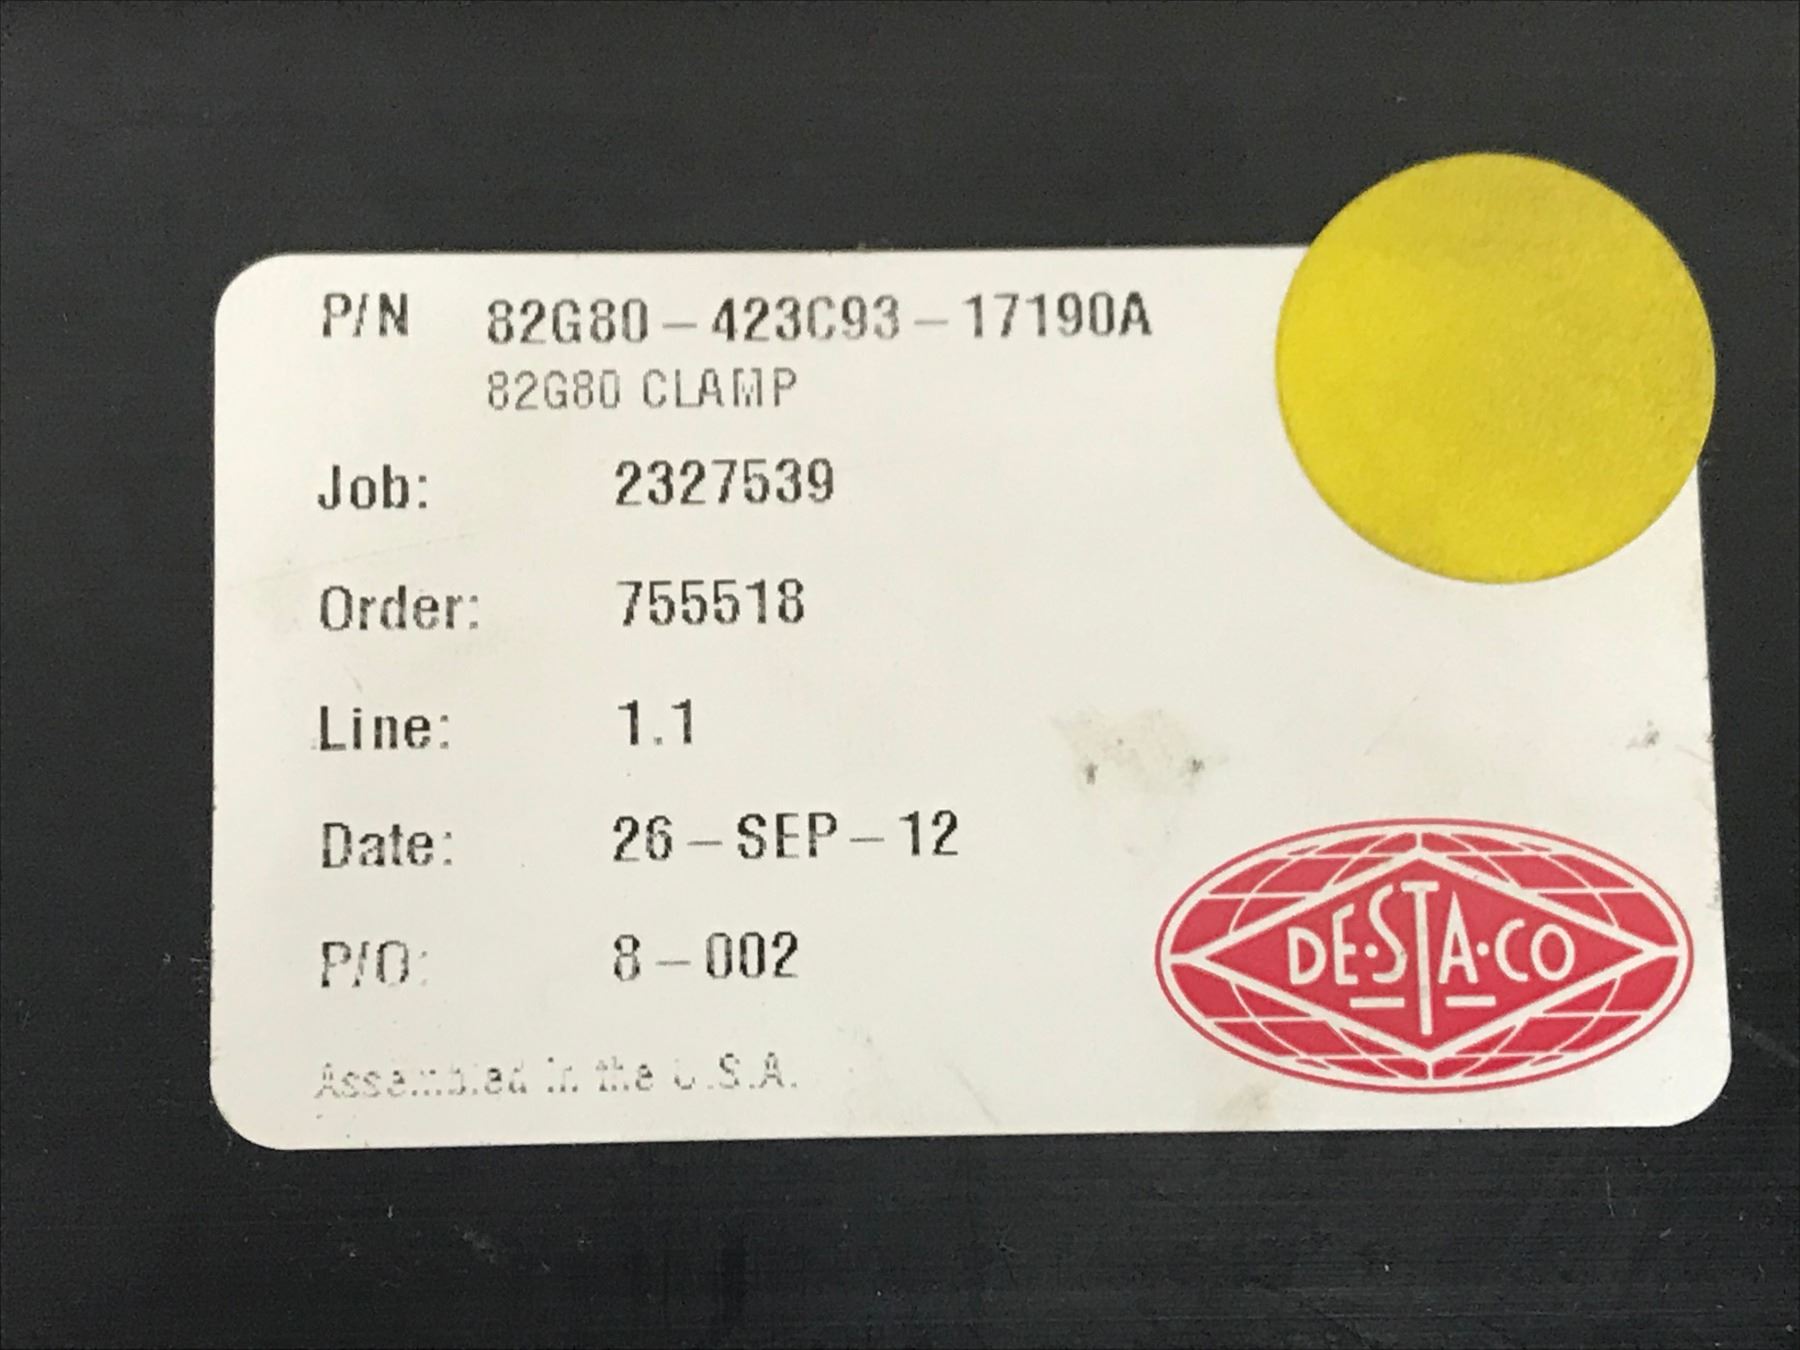 P/N 82G80-423C93-17190A
82G80 CLAMP
Job: 2327539
Order: 755518
Line: 1.1
Date: 26-SEP-12
P/O: 8-002
Assembled in the U.S.A.
DE·STA·CO